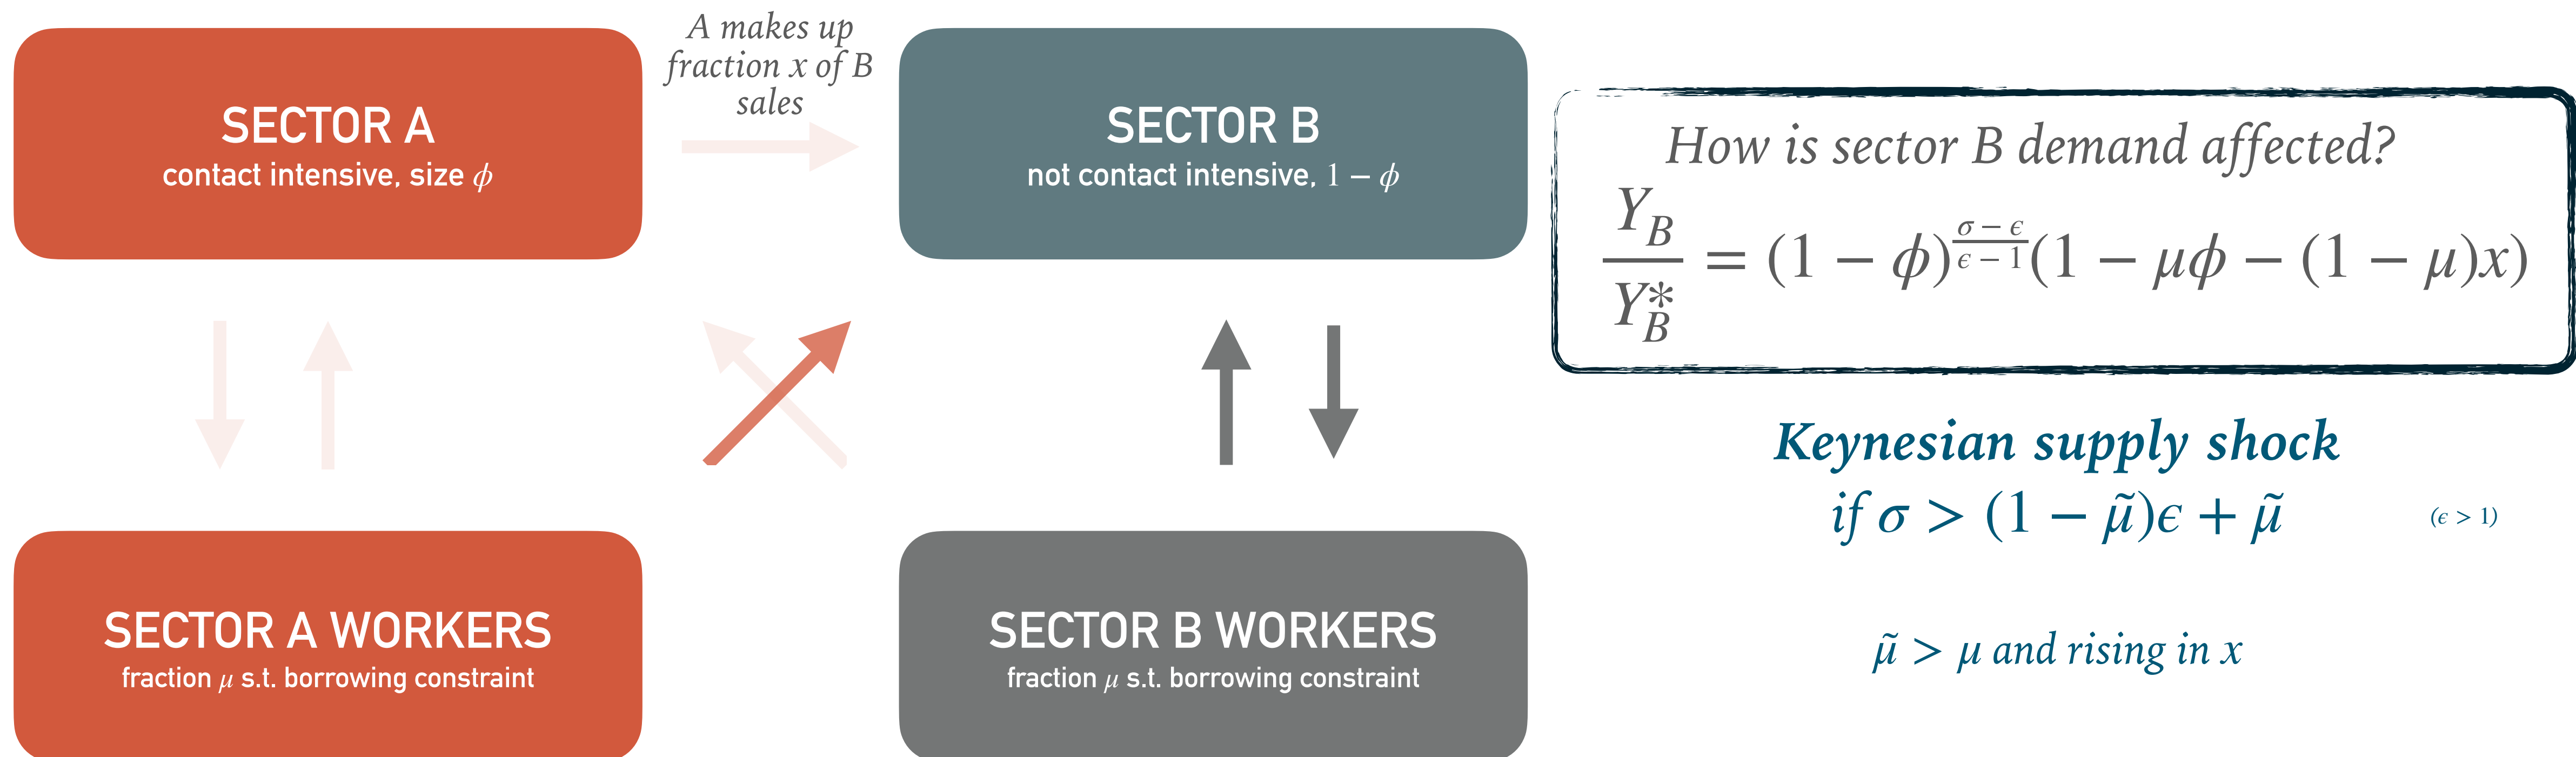 A makes up
fraction x of B
sales
SECTOR A
contact intensive, size ϕ
SECTOR B
not contact intensive, 1 − ϕ
How is sector B demand affected?
Y_B / Y_B^* = (1 − ϕ)^{(σ − ϵ)/(ϵ − 1)}(1 − μϕ − (1 − μ)x)
Keynesian supply shock
if σ > (1 − μ̃)ϵ + μ̃
(ϵ > 1)
SECTOR A WORKERS
fraction μ s.t. borrowing constraint
SECTOR B WORKERS
fraction μ s.t. borrowing constraint
μ̃ > μ and rising in x